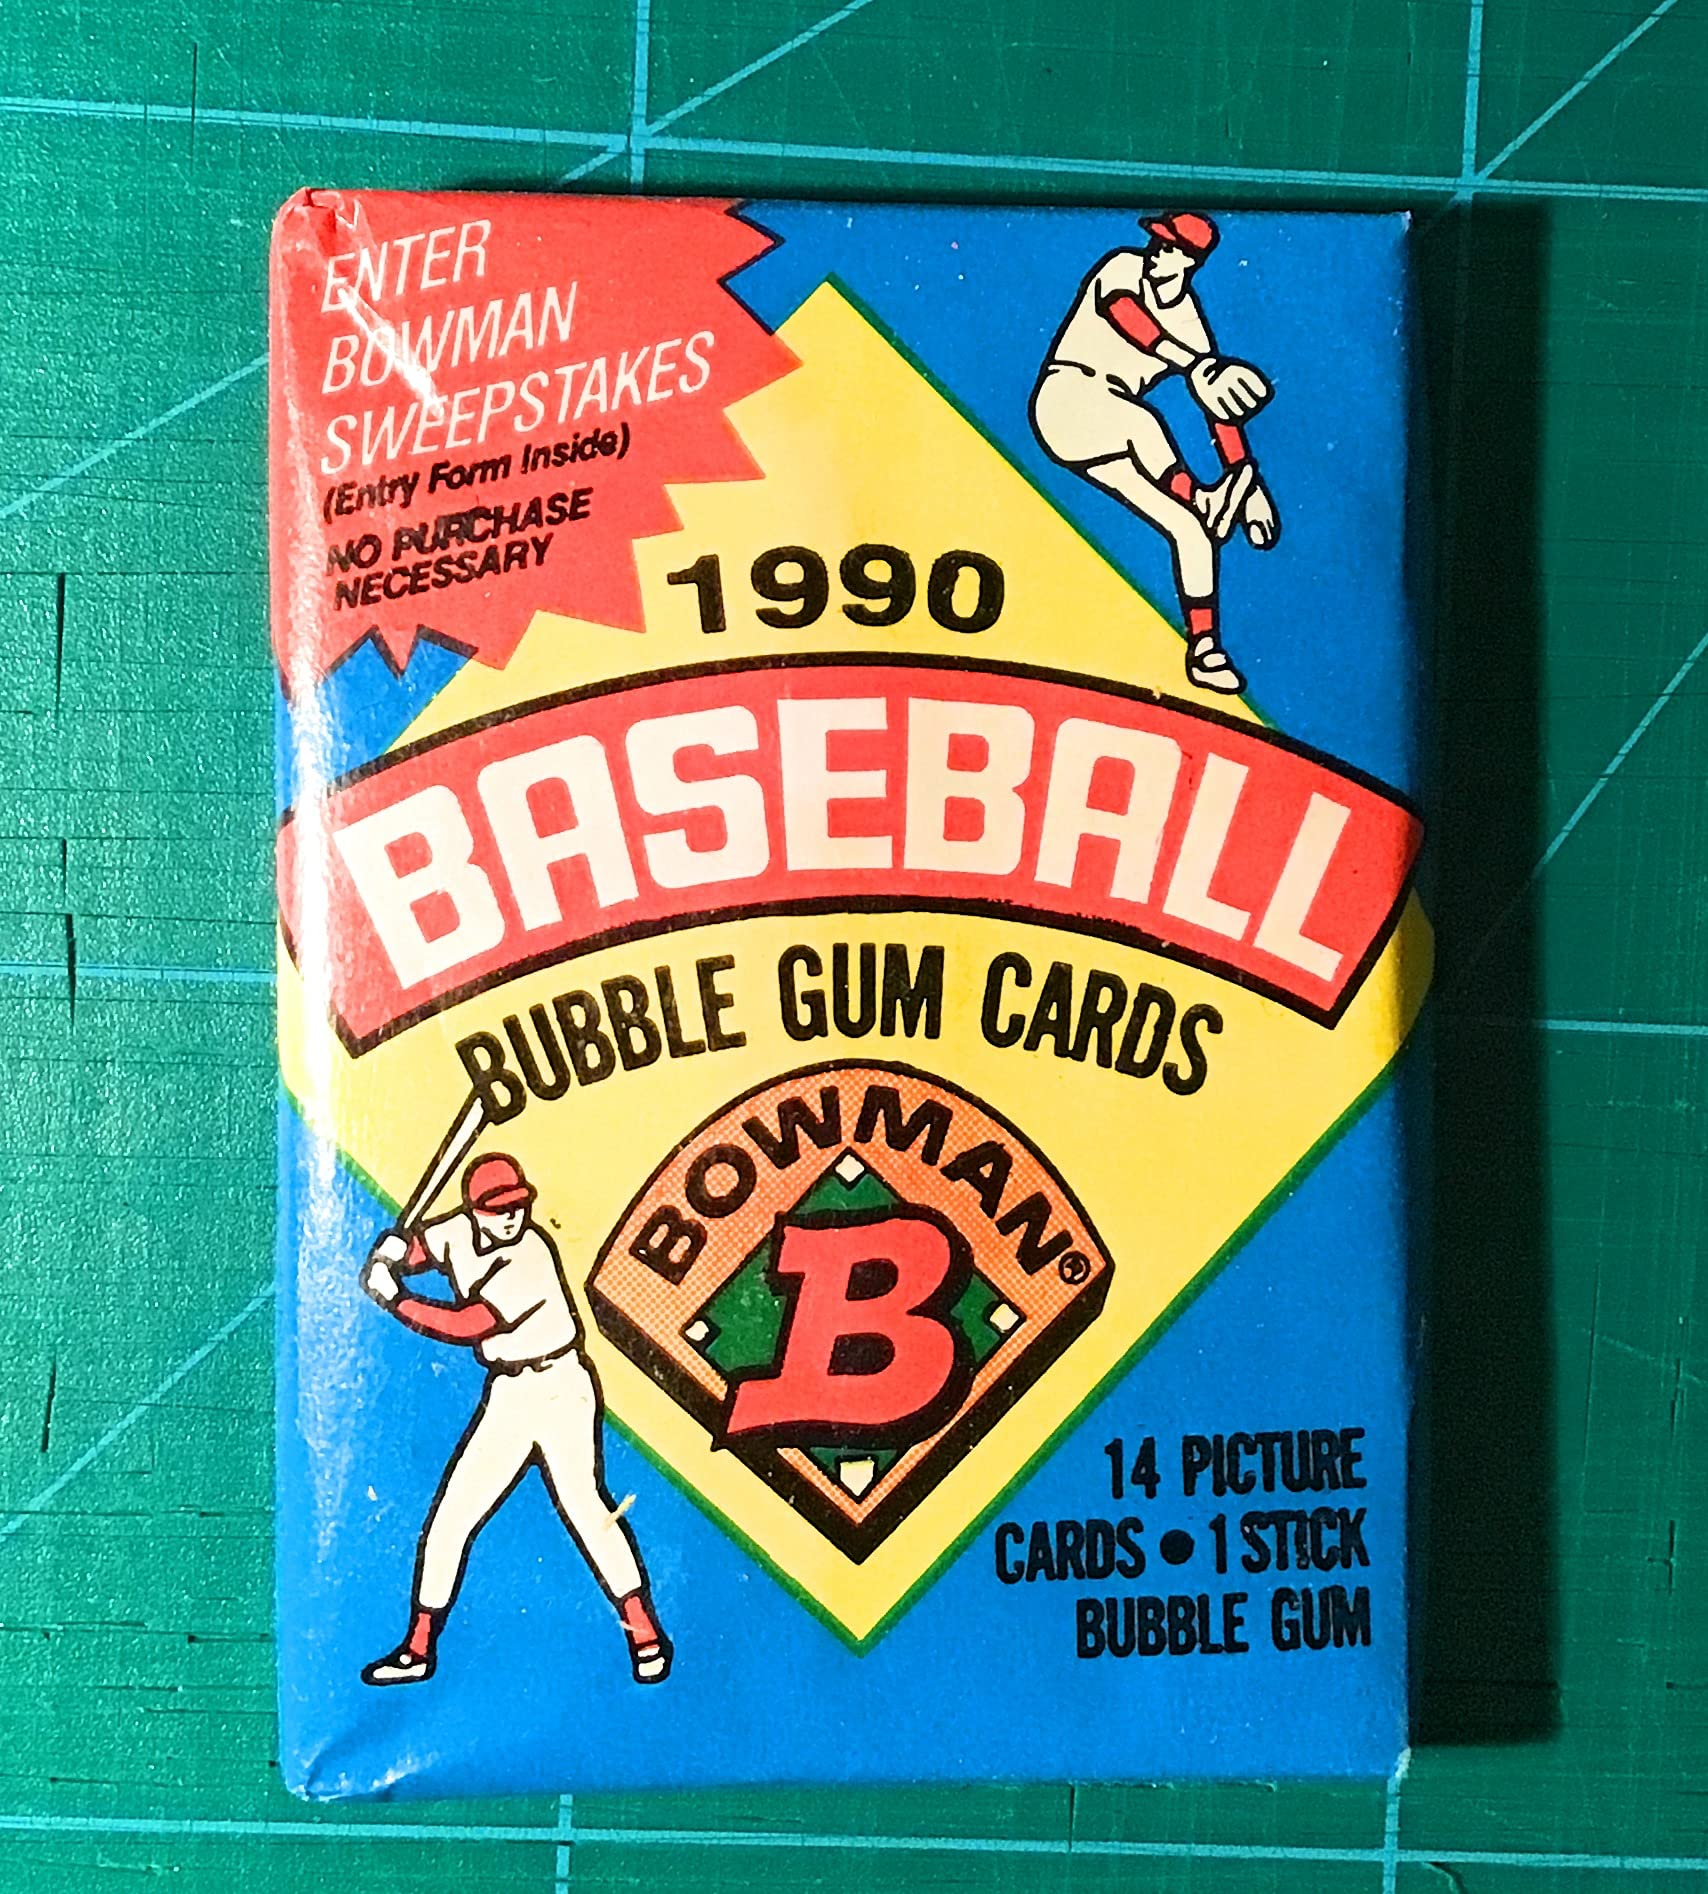 ENTER
BOWMAN
SWEEPSTAKES
(Entry Form Inside)
NO PURCHASE
NECESSARY
1990
BASEBALL
BUBBLE GUM CARDS
BOWMAN®
B
14 PICTURE
CARDS • 1 STICK
BUBBLE GUM